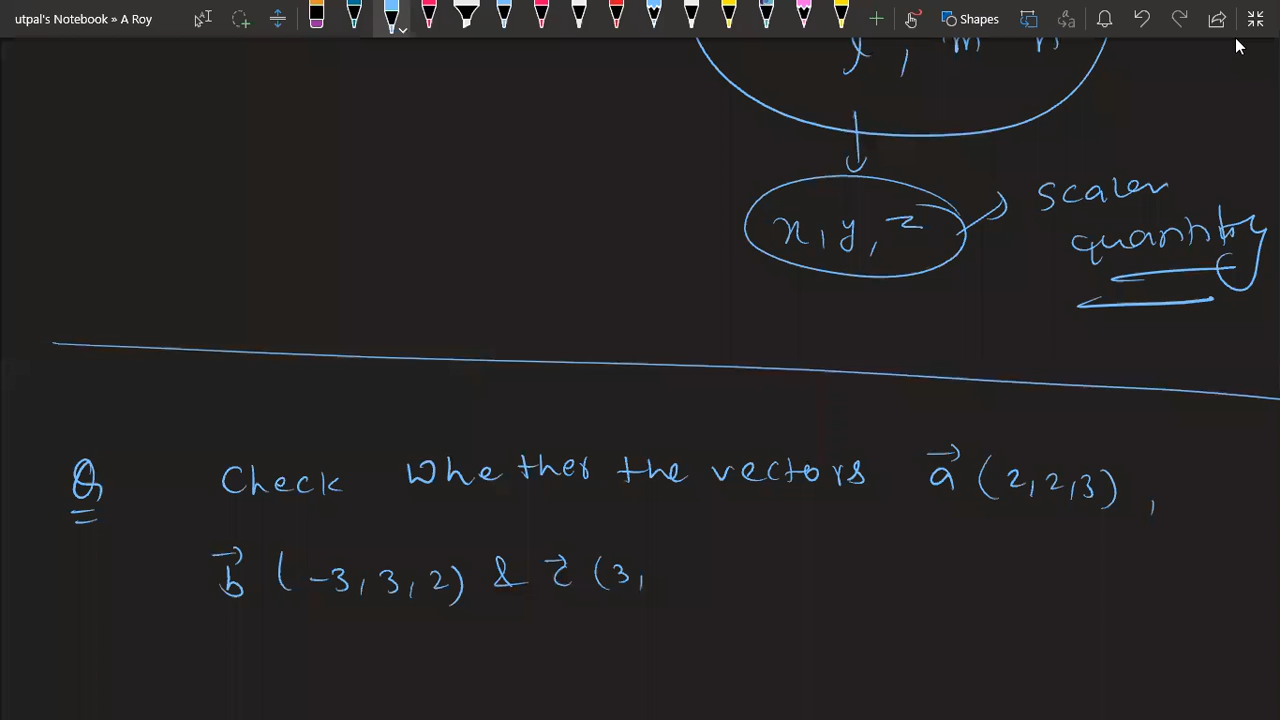 utpal's Notebook » A Roy
Shapes
l, m n
x, y, z
scaler
quantity
Q Check Whether the vectors a⃗ (2,2,3),
b⃗ (-3, 3, 2) & c⃗ (3,